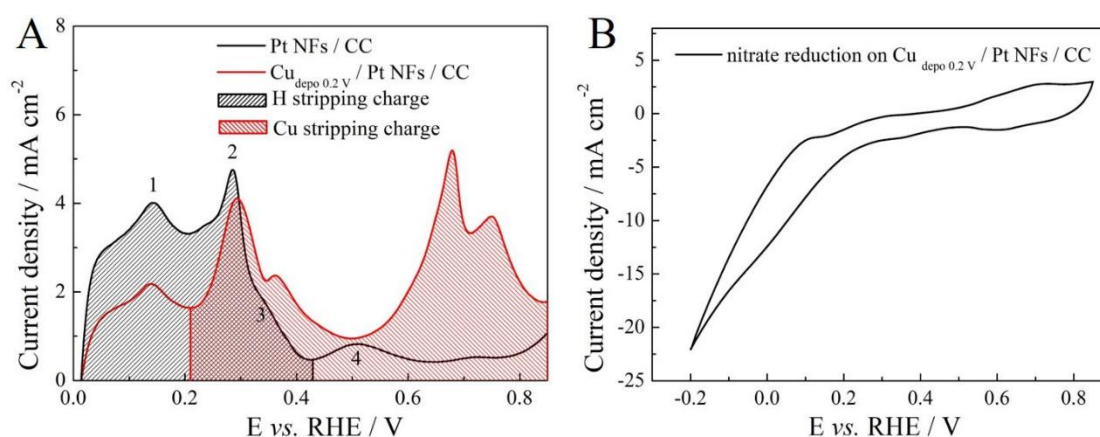 A
8
6
4
2
0
Current density / mA cm⁻²
Pt NFs / CC
Cu depo 0.2 V / Pt NFs / CC
H stripping charge
Cu stripping charge
1
2
3
4
0.0 0.2 0.4 0.6 0.8
E vs. RHE / V
B
5
0
-5
-10
-15
-20
-25
Current density / mA cm⁻²
nitrate reduction on Cu depo 0.2 V / Pt NFs / CC
-0.2 0.0 0.2 0.4 0.6 0.8
E vs. RHE / V